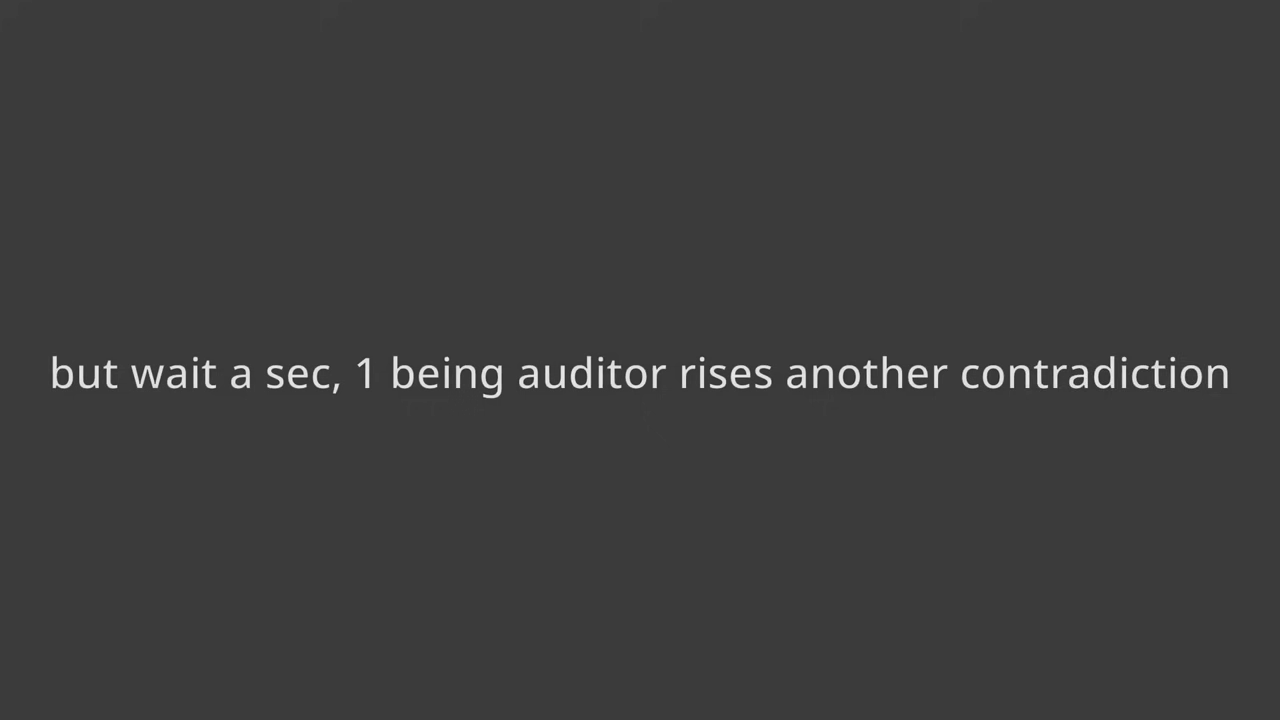 but wait a sec, 1 being auditor rises another contradiction